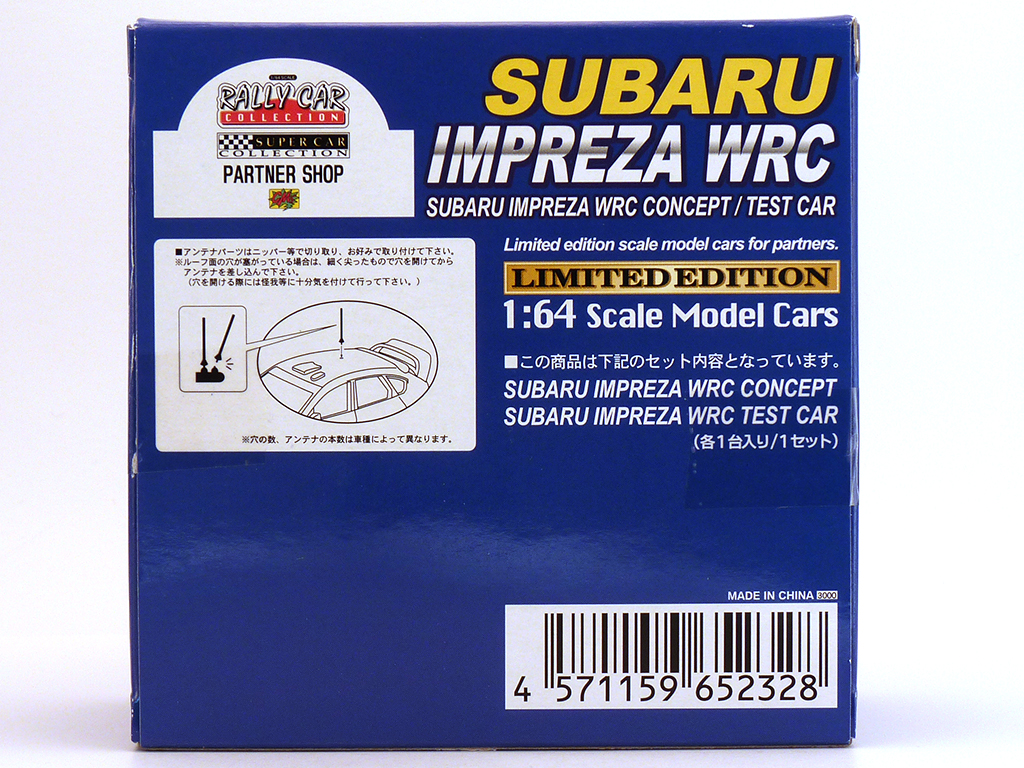 1:64 SCALE
RALLY CAR
COLLECTION
SUPER CAR
COLLECTION
PARTNER SHOP
SUBARU
IMPREZA WRC
SUBARU IMPREZA WRC CONCEPT / TEST CAR
■アンテナパーツはニッパー等で切り取り、お好みで取り付けて下さい。
※ルーフ面の穴が塞がっている場合は、細く尖ったもので穴を開けてから
アンテナを差し込んで下さい。
（穴を開ける際には怪我等に十分気を付けて行って下さい。）
※穴の数、アンテナの本数は車種によって異なります。
Limited edition scale model cars for partners.
LIMITED EDITION
1:64 Scale Model Cars
■この商品は下記のセット内容となっています。
SUBARU IMPREZA WRC CONCEPT
SUBARU IMPREZA WRC TEST CAR
（各1台入り/1セット）
MADE IN CHINA 3000
4 571159 652328